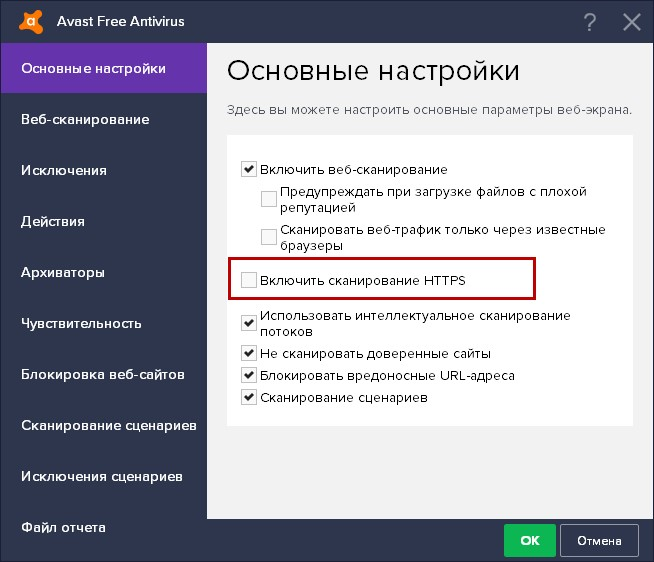 Avast Free Antivirus
?
Основные настройки
Веб-сканирование
Исключения
Действия
Архиваторы
Чувствительность
Блокировка веб-сайтов
Сканирование сценариев
Исключения сценариев
Файл отчета
Основные настройки
Здесь вы можете настроить основные параметры веб-экрана.
Включить веб-сканирование
Предупреждать при загрузке файлов с плохой
репутацией
Сканировать веб-трафик только через известные
браузеры
Включить сканирование HTTPS
Использовать интеллектуальное сканирование
потоков
Не сканировать доверенные сайты
Блокировать вредоносные URL-адреса
Сканирование сценариев
ОК
Отмена